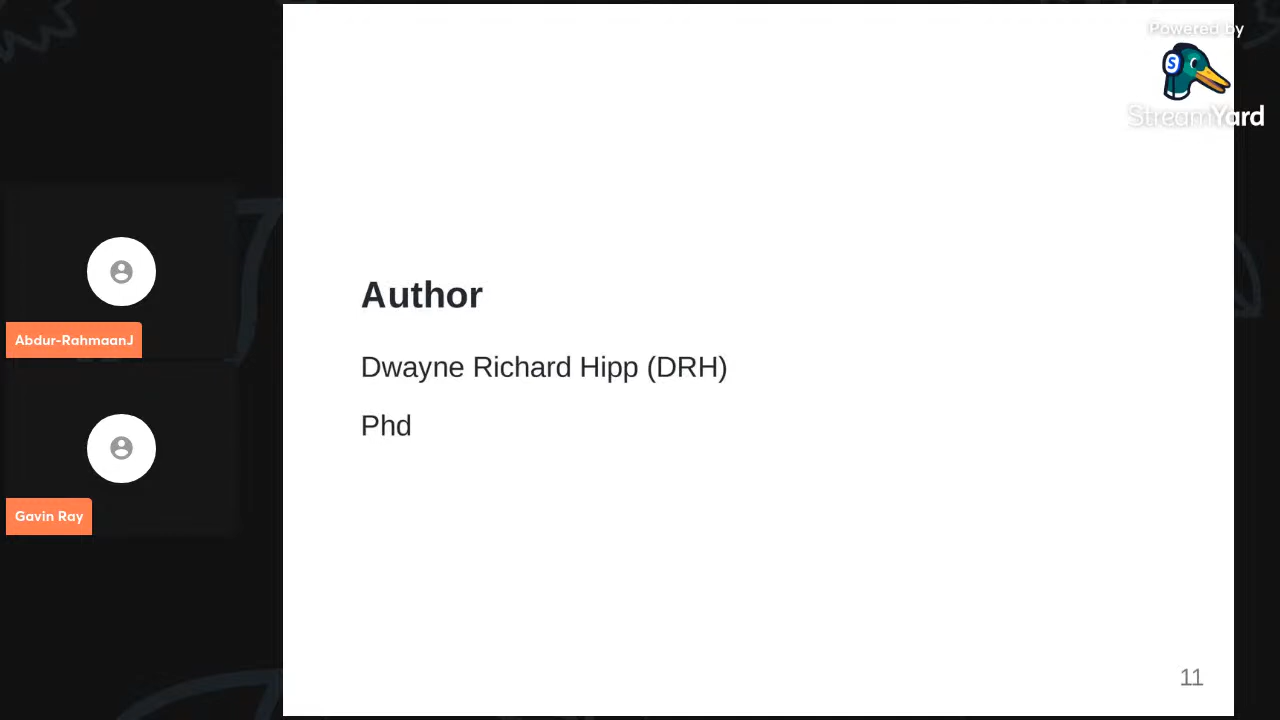 Powered by
StreamYard
Author
Abdur-RahmaanJ
Dwayne Richard Hipp (DRH)
Phd
Gavin Ray
11